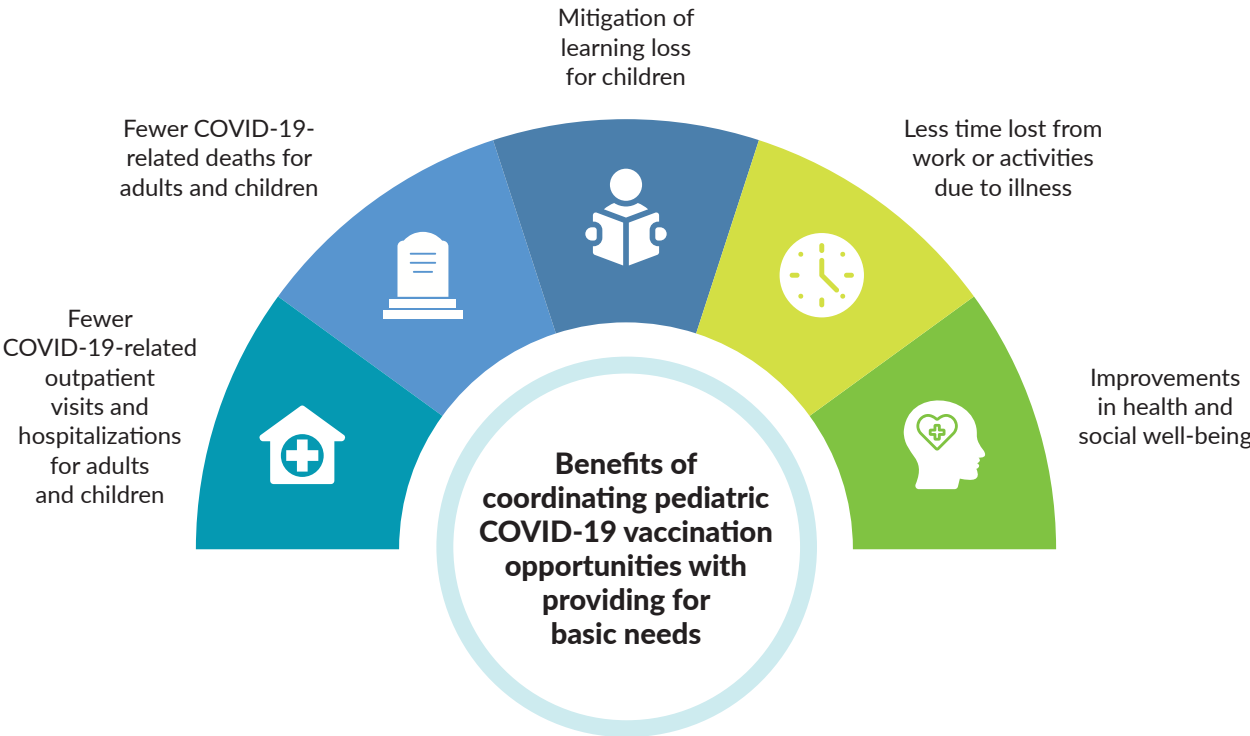 Mitigation of
learning loss
for children
Fewer COVID-19-
related deaths for
adults and children
Less time lost from
work or activities
due to illness
Fewer
COVID-19-related
outpatient
visits and
hospitalizations
for adults
and children
Improvements
in health and
social well-being
Benefits of
coordinating pediatric
COVID-19 vaccination
opportunities with
providing for
basic needs